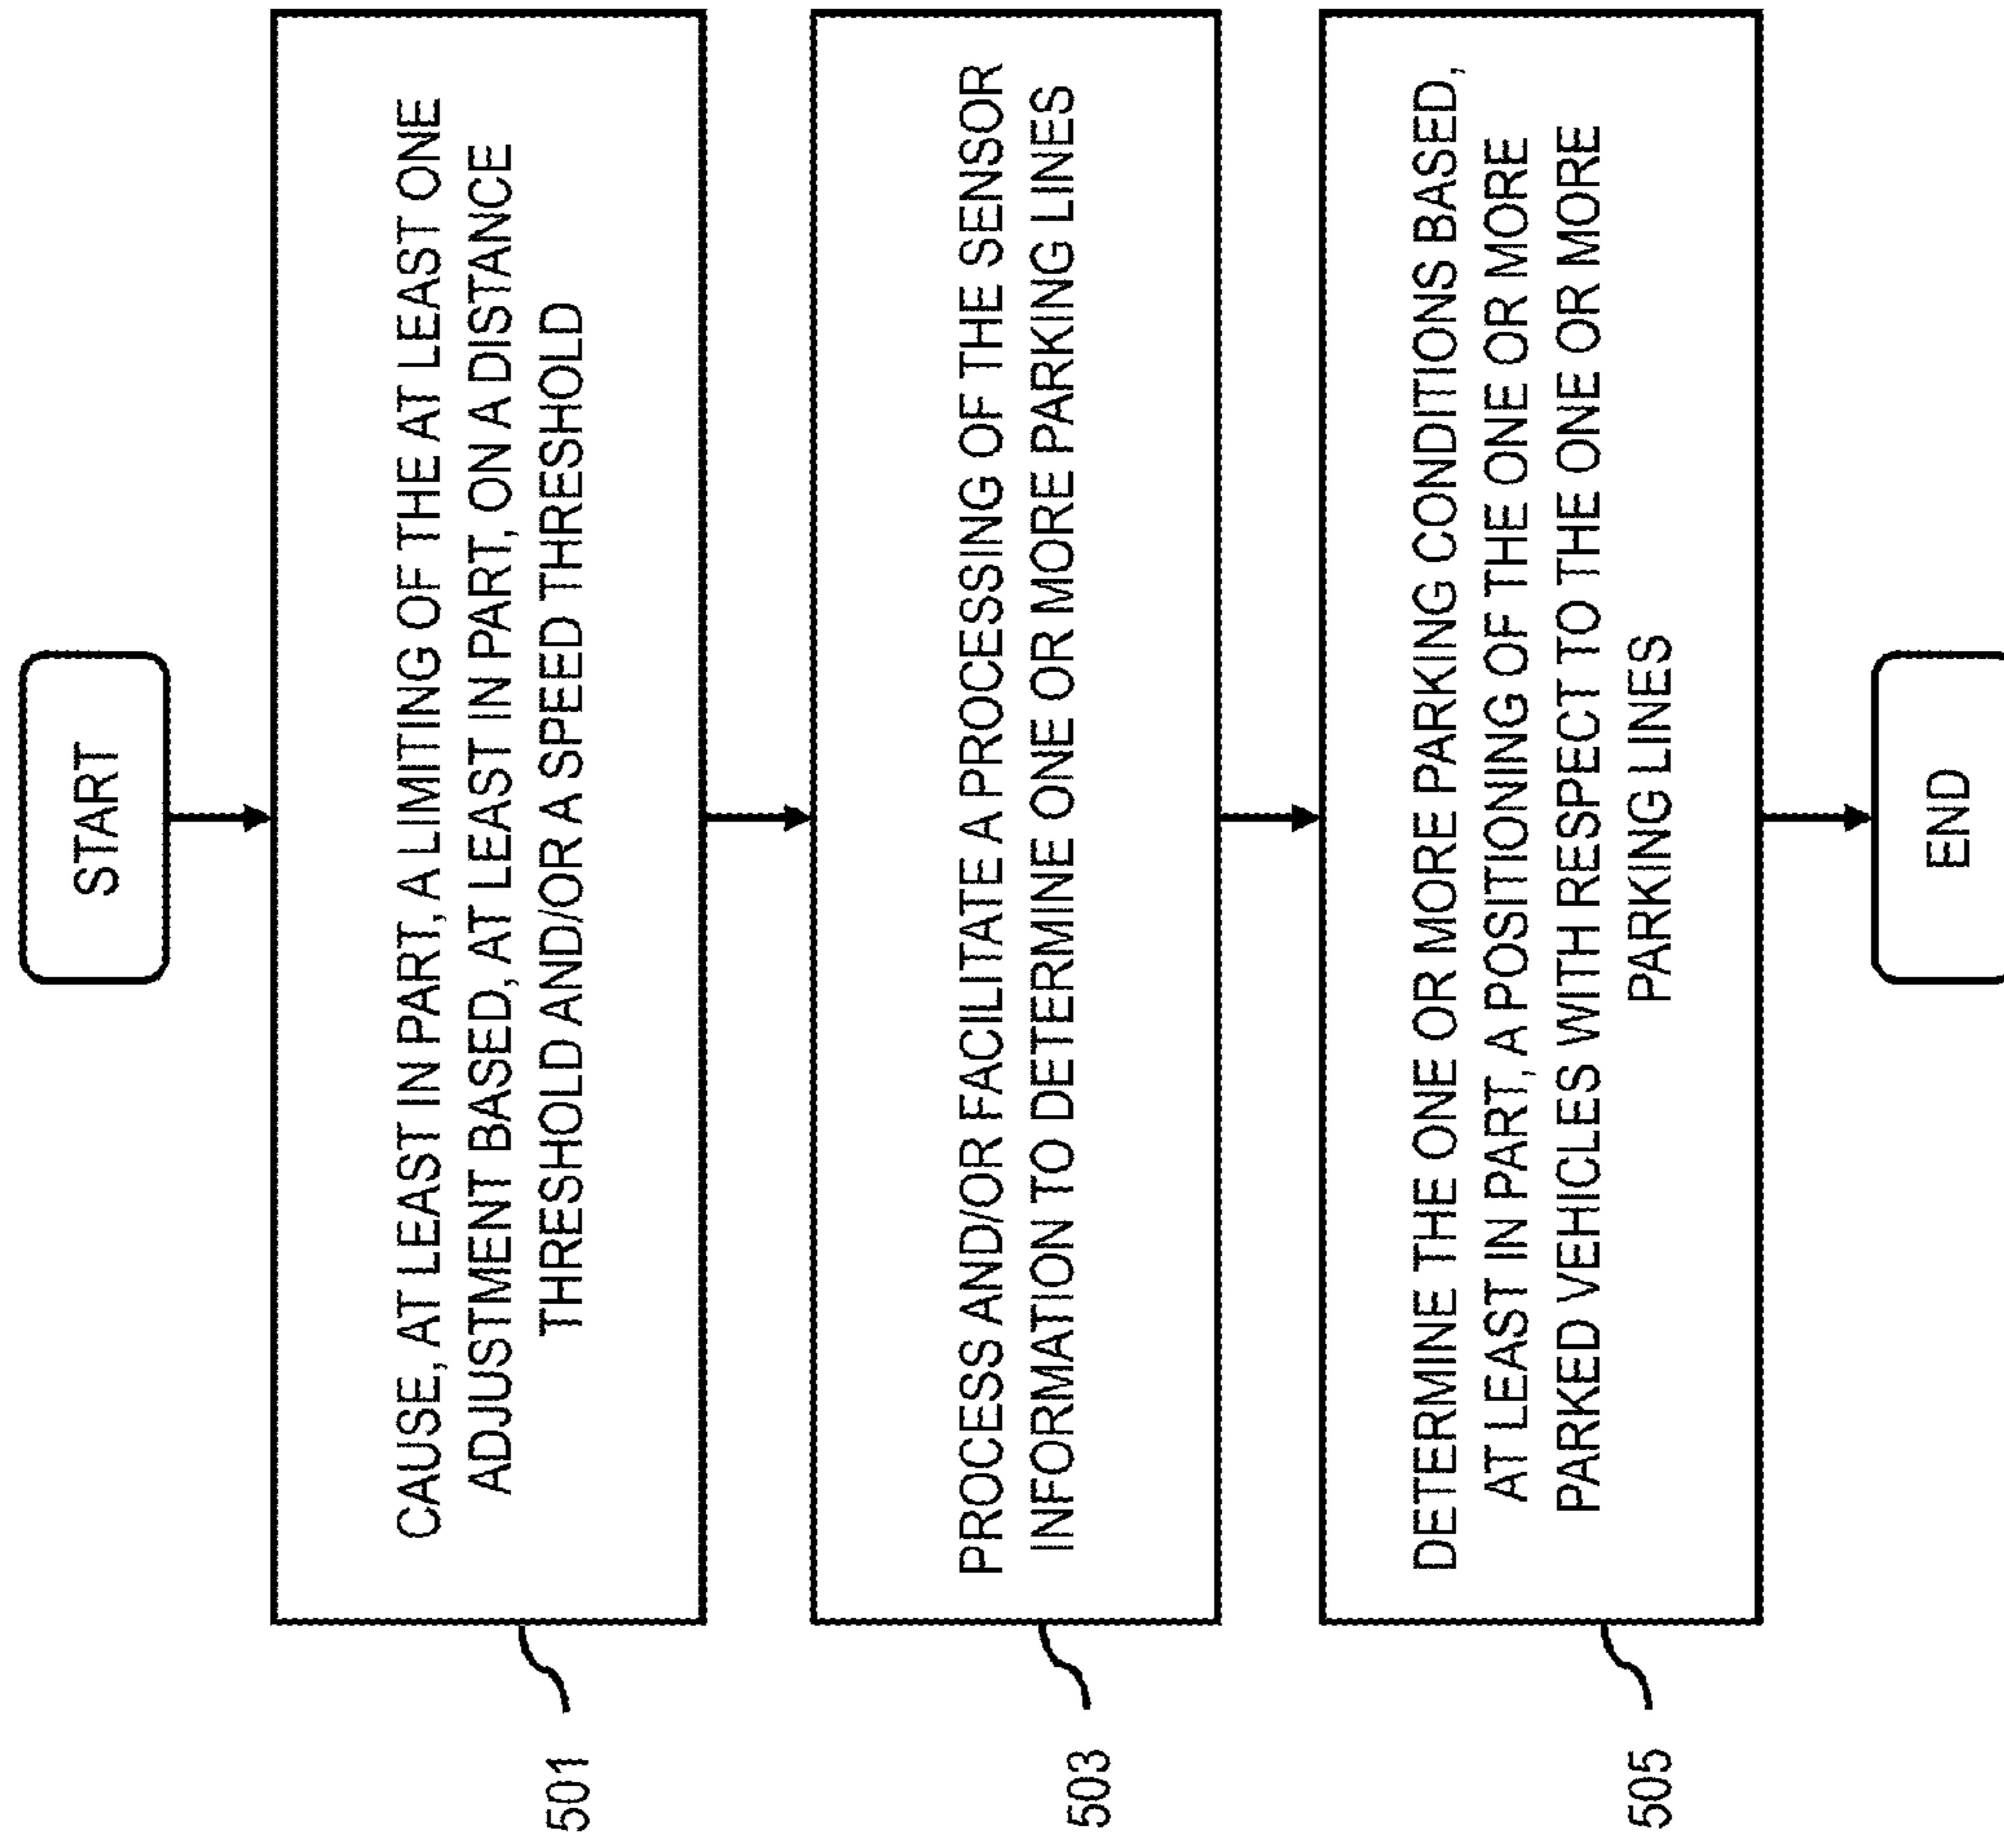 START
CAUSE, AT LEAST IN PART, A LIMITING OF THE AT LEAST ONE
ADJUSTMENT BASED, AT LEAST IN PART, ON A DISTANCE
THRESHOLD AND/OR A SPEED THRESHOLD
501
PROCESS AND/OR FACILITATE A PROCESSING OF THE SENSOR
INFORMATION TO DETERMINE ONE OR MORE PARKING LINES
503
DETERMINE THE ONE OR MORE PARKING CONDITIONS BASED,
AT LEAST IN PART, A POSITIONING OF THE ONE OR MORE
PARKED VEHICLES WITH RESPECT TO THE ONE OR MORE
PARKING LINES
505
END